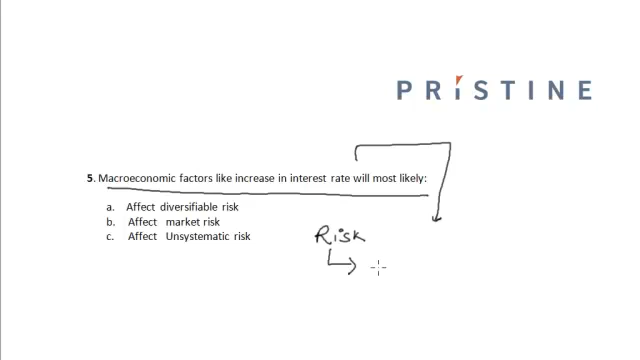 PRISTINE
5. Macroeconomic factors like increase in interest rate will most likely:
a. Affect diversifiable risk
b. Affect market risk
c. Affect Unsystematic risk
Risk